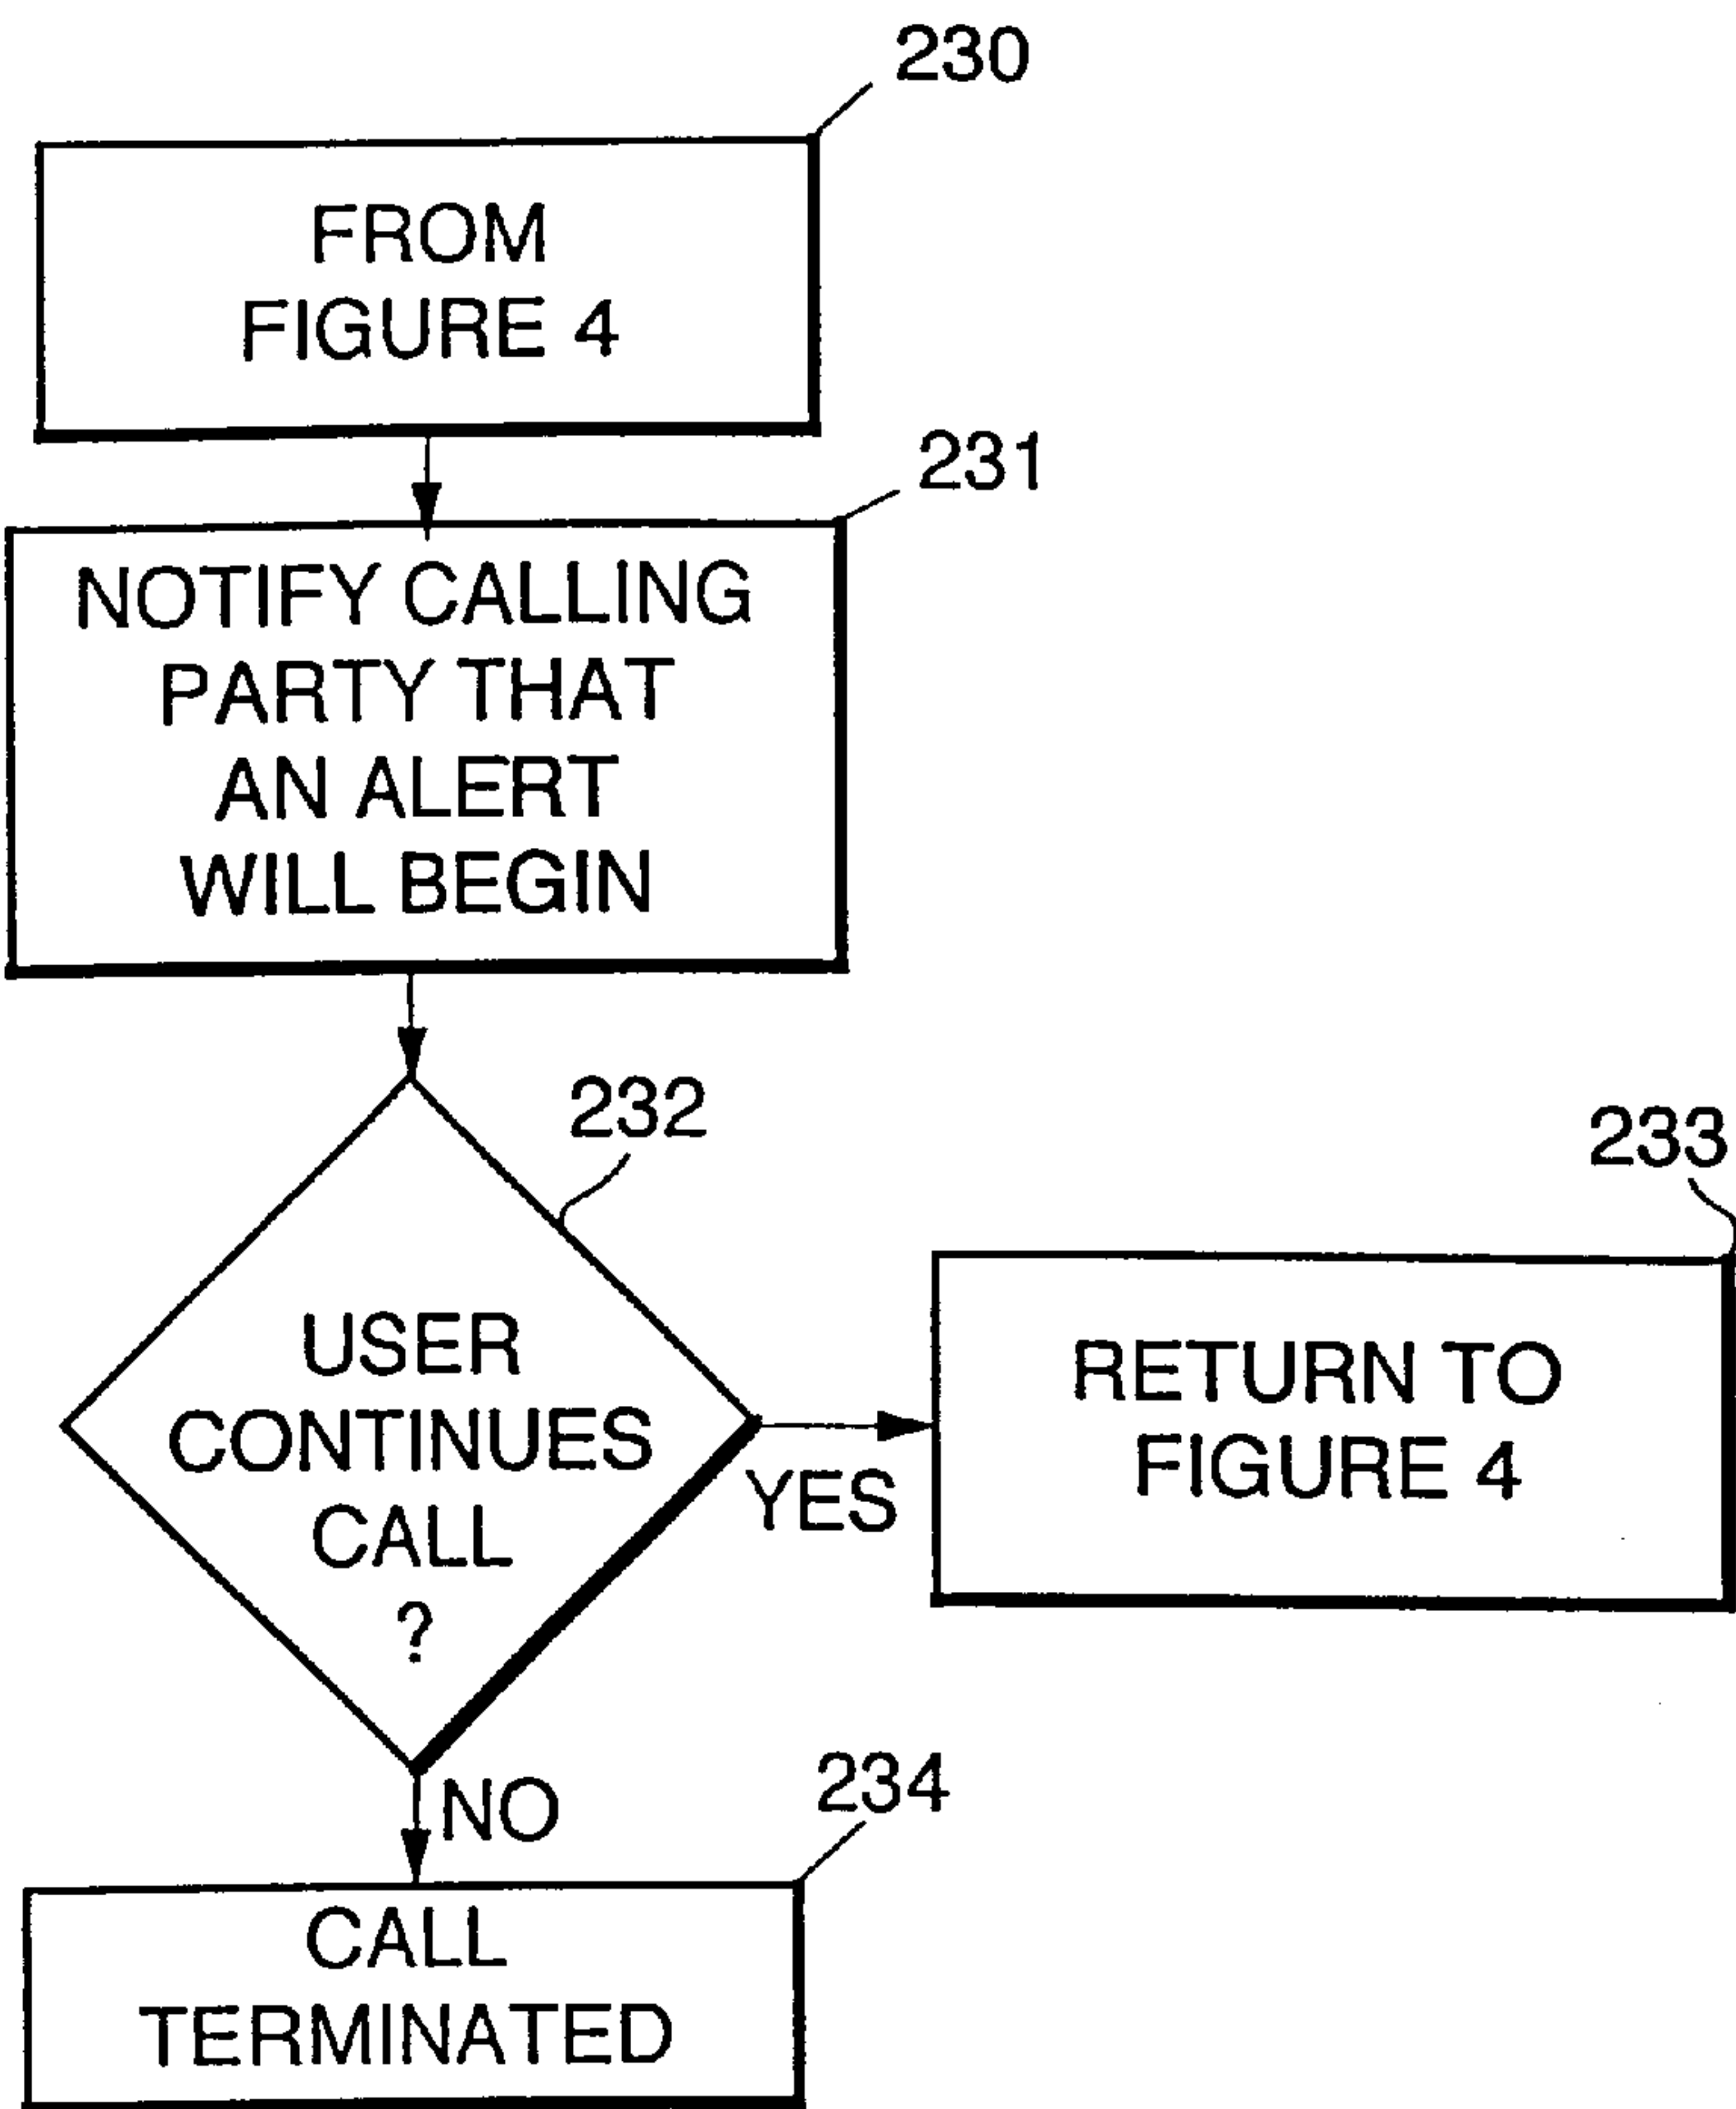 230
FROM
FIGURE 4
231
NOTIFY CALLING
PARTY THAT
AN ALERT
WILL BEGIN
232
233
USER
CONTINUES
CALL
?
YES
RETURN TO
FIGURE 4
NO
234
CALL
TERMINATED